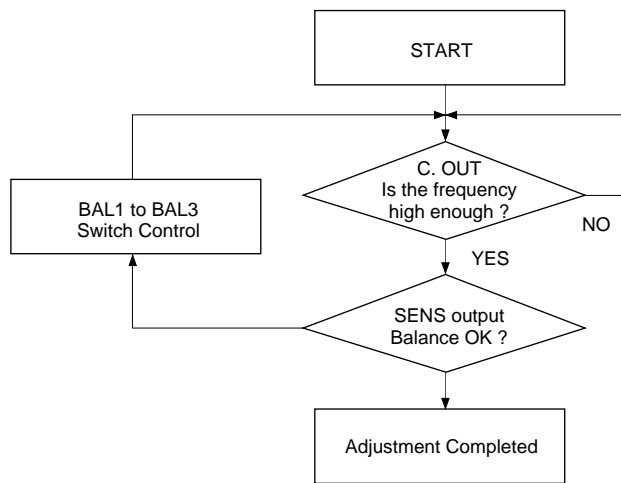 START
C. OUT
Is the frequency
high enough ?
NO
YES
BAL1 to BAL3
Switch Control
SENS output
Balance OK ?
Adjustment Completed